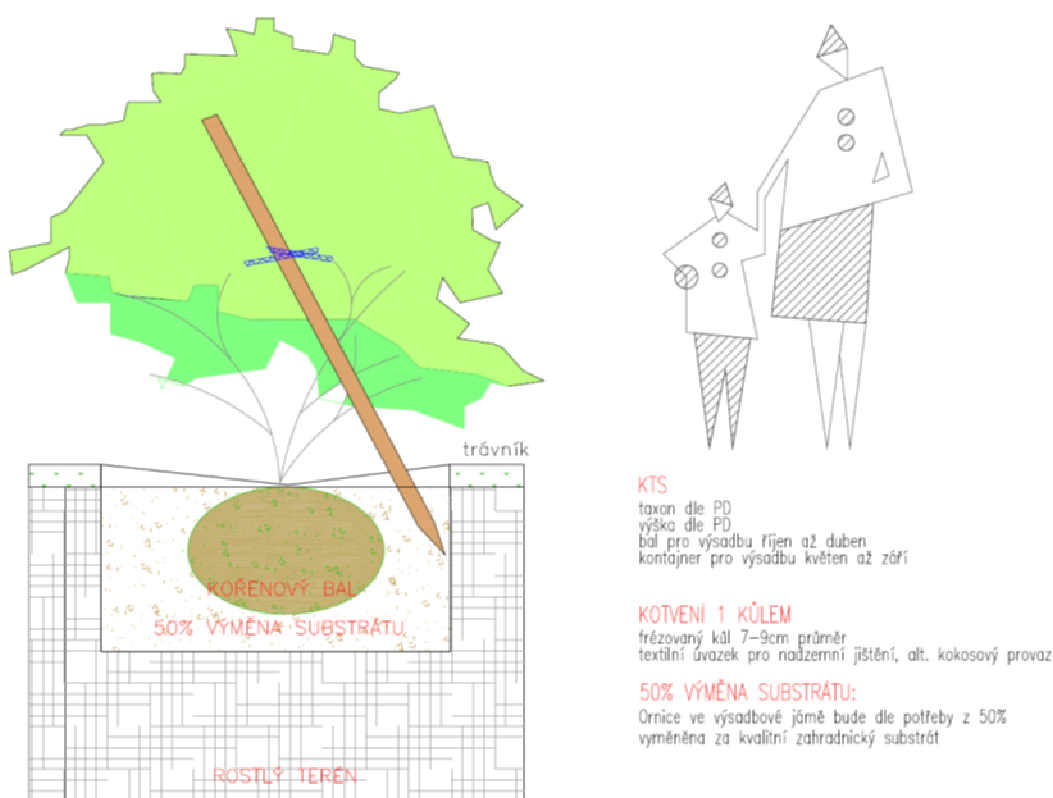 trávník
KOŘENOVÝ BAL
50% VÝMĚNA SUBSTRÁTU
ROSTLÝ TERÉN
KTS
taxon dle PD
výška dle PD
bal pro výsadbu říjen až duben
kontajner pro výsadbu květen až září
KOTVENÍ 1 KŮLEM
frézovaný kůl 7-9cm průměr
textilní úvazek pro nadzemní jištění, alt. kokosový provaz
50% VÝMĚNA SUBSTRÁTU:
Ornice ve výsadbové jámě bude dle potřeby z 50%
vyměněna za kvalitní zahradnický substrát